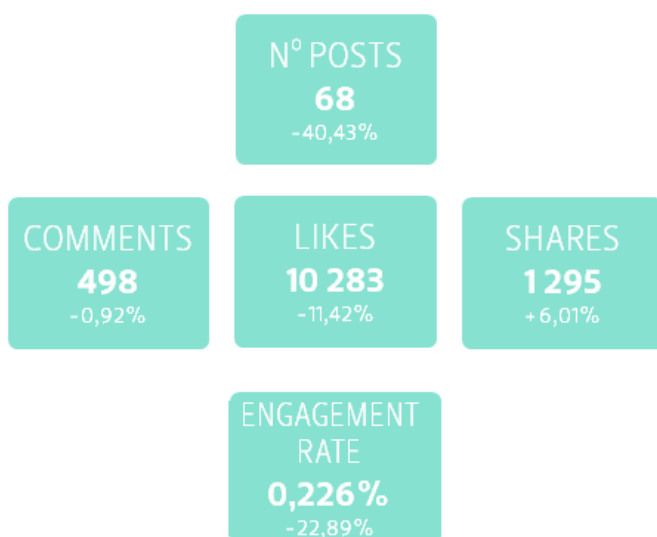 Nº POSTS
68
-40,43%
COMMENTS
498
-0,92%
LIKES
10 283
-11,42%
SHARES
1 295
+6,01%
ENGAGEMENT
RATE
0,226%
-22,89%